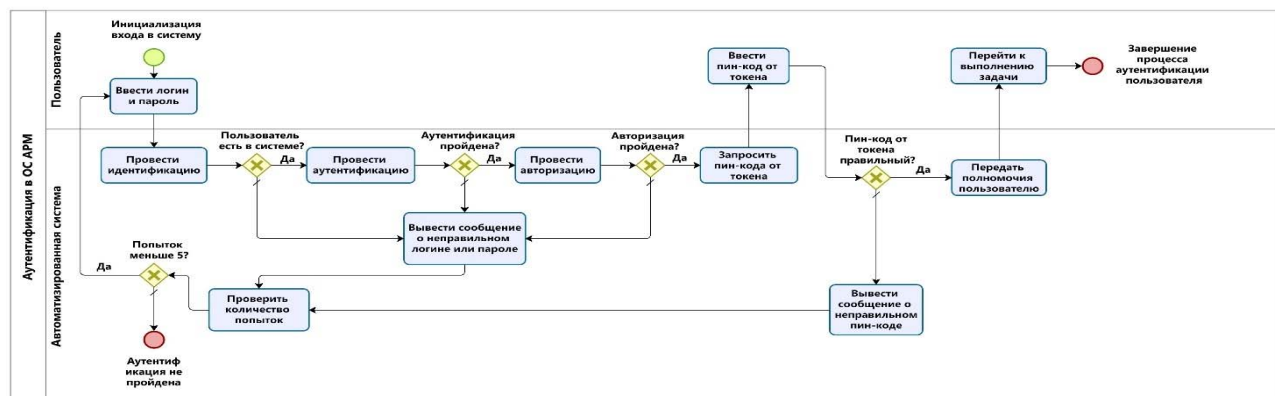 Аутентификация в ОС АРМ
Пользователь
Инициализация
входа в систему
Ввести логин
и пароль
Ввести
пин-код от
токена
Перейти к
выполнению
задачи
Завершение
процесса
аутентификации
пользователя
Автоматизированная система
Провести
идентификацию
Пользователь
есть в системе?
Да
Провести
аутентификацию
Аутентификация
пройдена?
Да
Провести
авторизацию
Авторизация
пройдена?
Да
Запросить
пин-кода от
токена
Пин-код от
токена
правильный?
Да
Передать
полномочия
пользователю
Вывести сообщение
о неправильном
логине или пароле
Попыток
меньше 5?
Да
Проверить
количество
попыток
Вывести
сообщение о
неправильном
пин-коде
Аутентиф
икация не
пройдена